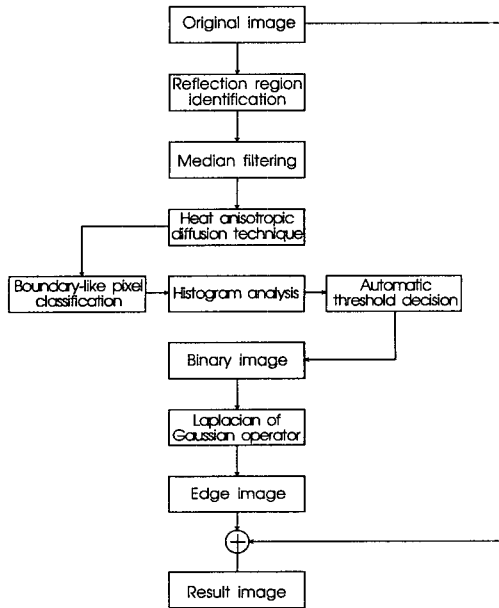 Original image
Reflection region
identification
Median filtering
Heat anisotropic
diffusion technique
Boundary-like pixel
classification
Histogram analysis
Automatic
threshold decision
Binary image
Laplacian of
Gaussian operator
Edge image
Result image